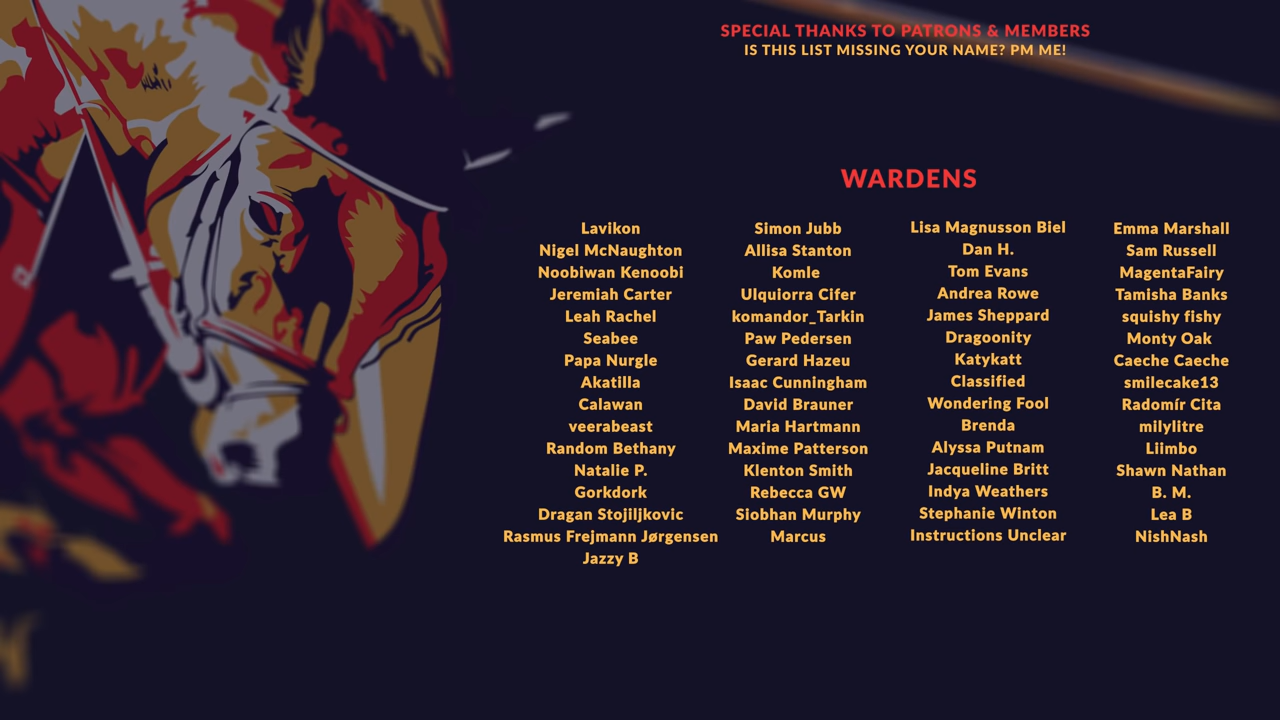 SPECIAL THANKS TO PATRONS & MEMBERS
IS THIS LIST MISSING YOUR NAME? PM ME!
WARDENS
Lavikon
Nigel McNaughton
Noobiwan Kenoobi
Jeremiah Carter
Leah Rachel
Seabee
Papa Nurgle
Akatilla
Calawan
veerabeast
Random Bethany
Natalie P.
Gorkdork
Dragan Stojiljkovic
Rasmus Frejmann Jørgensen
Jazzy B
Simon Jubb
Allisa Stanton
Komle
Ulquiorra Cifer
komandor_Tarkin
Paw Pedersen
Gerard Hazeu
Isaac Cunningham
David Brauner
Maria Hartmann
Maxime Patterson
Klenton Smith
Rebecca GW
Siobhan Murphy
Marcus
Lisa Magnusson Biel
Dan H.
Tom Evans
Andrea Rowe
James Sheppard
Dragoonity
Katykatt
Classified
Wondering Fool
Brenda
Alyssa Putnam
Jacqueline Britt
Indya Weathers
Stephanie Winton
Instructions Unclear
Emma Marshall
Sam Russell
MagentaFairy
Tamisha Banks
squishy fishy
Monty Oak
Caeche Caeche
smilecake13
Radomír Cita
milylitre
Liimbo
Shawn Nathan
B. M.
Lea B
NishNash